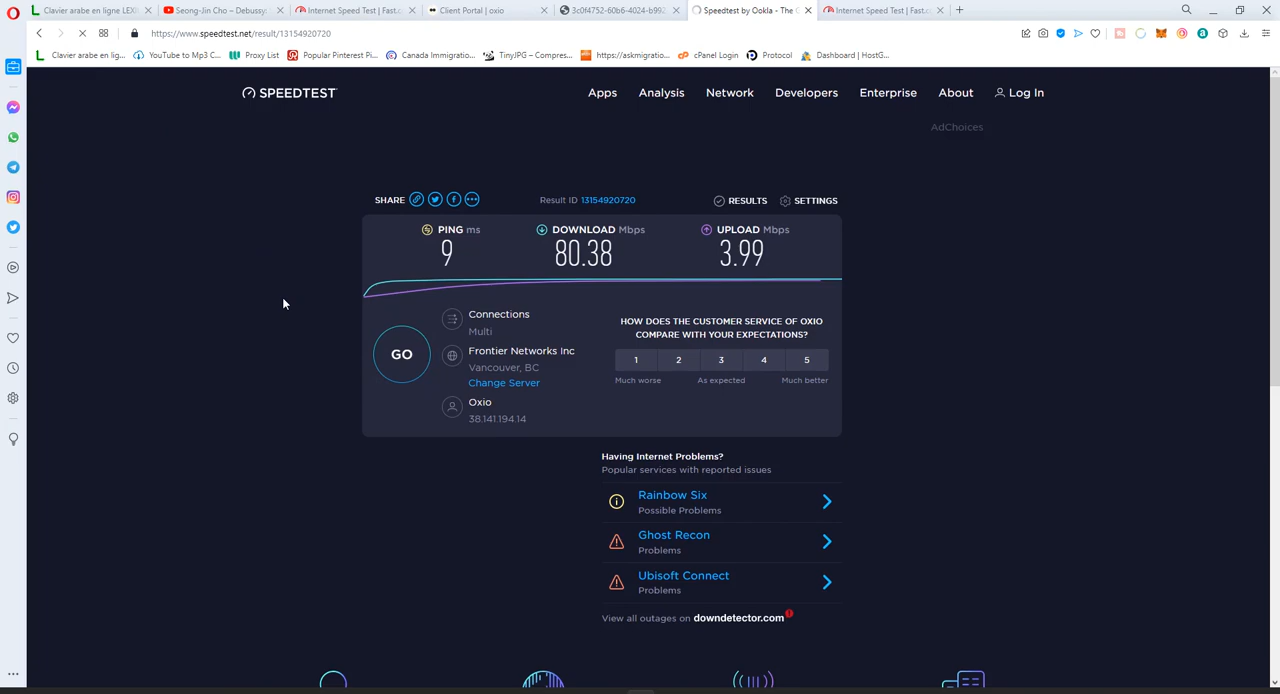 Clavier arabe en ligne LEXI
Seong-Jin Cho – Debussy:
Internet Speed Test | Fast.c
Client Portal | oxio
3c0f4752-60b6-4024-b992
Speedtest by Ookla - The G
Internet Speed Test | Fast.c
https://www.speedtest.net/result/13154920720
Clavier arabe en lig...
YouTube to Mp3 C...
Proxy List
Popular Pinterest Pi...
Canada Immigratio...
TinyJPG – Compres...
https://askmigratio...
cPanel Login
Protocol
Dashboard | HostG...
SPEEDTEST
Apps
Analysis
Network
Developers
Enterprise
About
Log In
AdChoices
SHARE
Result ID 13154920720
RESULTS
SETTINGS
PING ms
9
DOWNLOAD Mbps
80.38
UPLOAD Mbps
3.99
GO
Connections
Multi
Frontier Networks Inc
Vancouver, BC
Change Server
Oxio
38.141.194.14
HOW DOES THE CUSTOMER SERVICE OF OXIO
COMPARE WITH YOUR EXPECTATIONS?
1 2 3 4 5
Much worse As expected Much better
Having Internet Problems?
Popular services with reported issues
Rainbow Six
Possible Problems
Ghost Recon
Problems
Ubisoft Connect
Problems
View all outages on downdetector.com